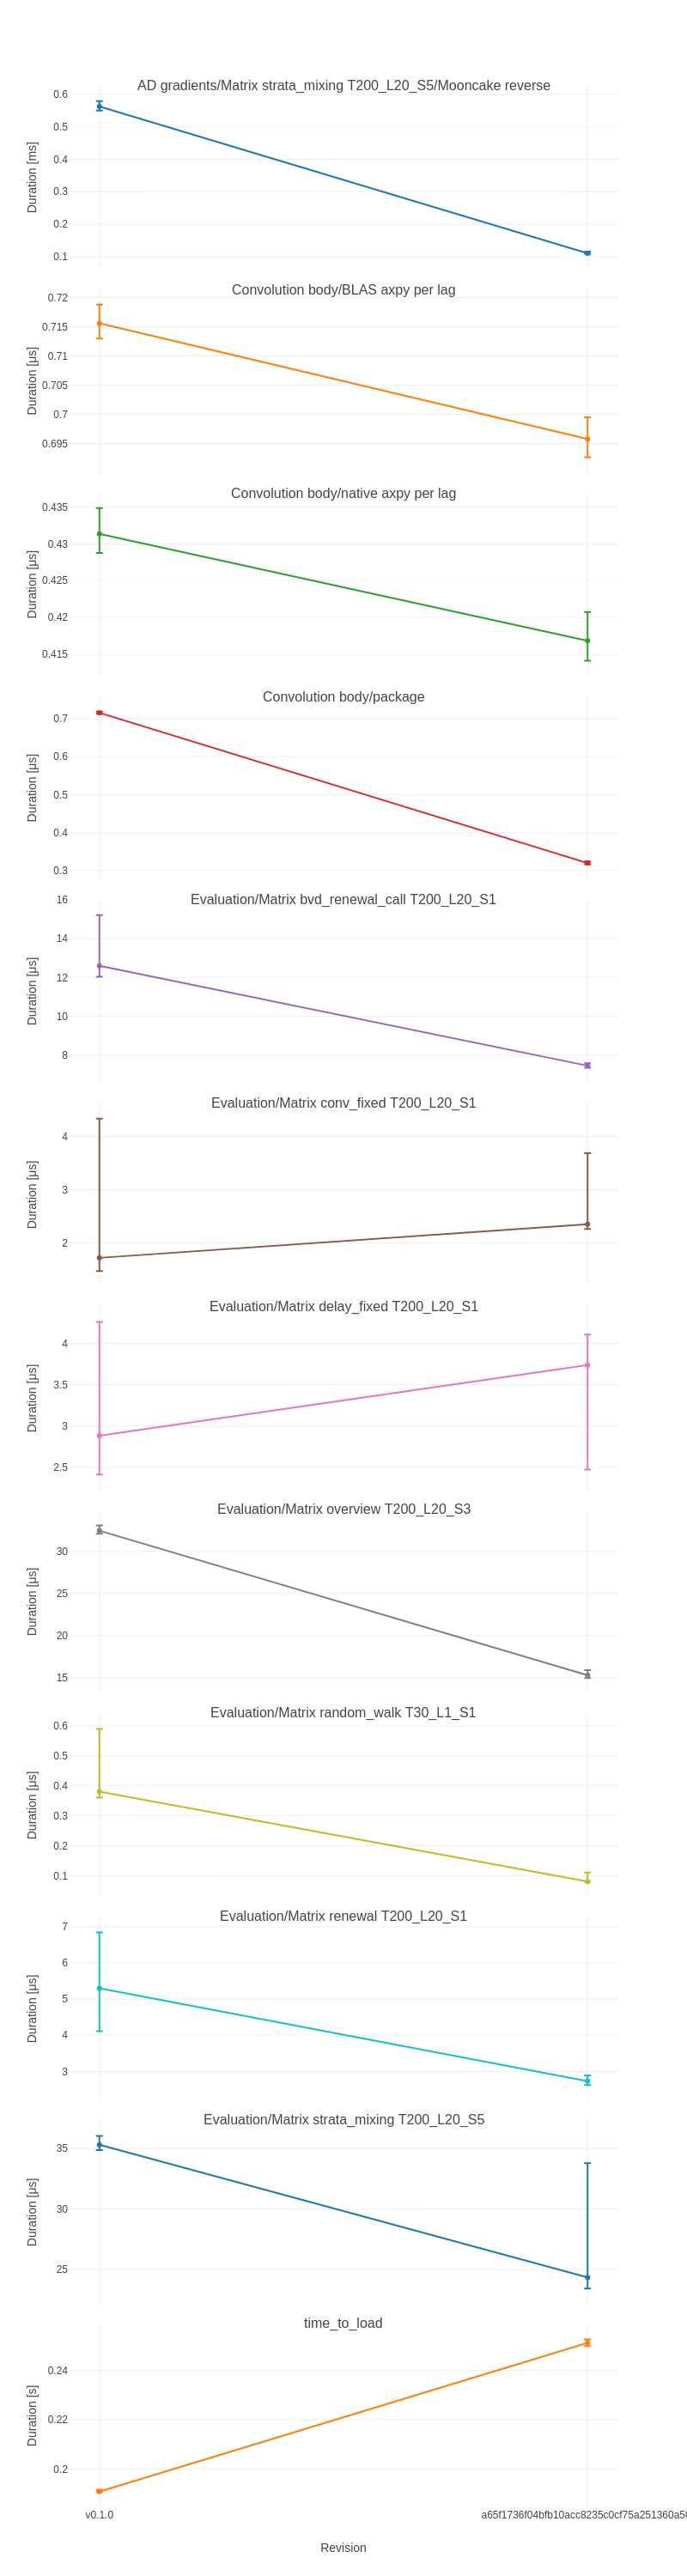 AD gradients/Matrix strata_mixing T200_L20_S5/Mooncake reverse
0.6
0.5
0.4
0.3
0.2
0.1
Duration [ms]
Convolution body/BLAS axpy per lag
0.72
0.715
0.71
0.705
0.7
0.695
Duration [μs]
Convolution body/native axpy per lag
0.435
0.43
0.425
0.42
0.415
Duration [μs]
Convolution body/package
0.7
0.6
0.5
0.4
0.3
Duration [μs]
Evaluation/Matrix bvd_renewal_call T200_L20_S1
16
14
12
10
8
Duration [μs]
Evaluation/Matrix conv_fixed T200_L20_S1
4
3
2
Duration [μs]
Evaluation/Matrix delay_fixed T200_L20_S1
4
3.5
3
2.5
Duration [μs]
Evaluation/Matrix overview T200_L20_S3
30
25
20
15
Duration [μs]
Evaluation/Matrix random_walk T30_L1_S1
0.6
0.5
0.4
0.3
0.2
0.1
Duration [μs]
Evaluation/Matrix renewal T200_L20_S1
7
6
5
4
3
Duration [μs]
Evaluation/Matrix strata_mixing T200_L20_S5
35
30
25
Duration [μs]
time_to_load
0.24
0.22
0.2
Duration [s]
v0.1.0
a65f1736f04bfb10acc8235c0cf75a251360a50
Revision